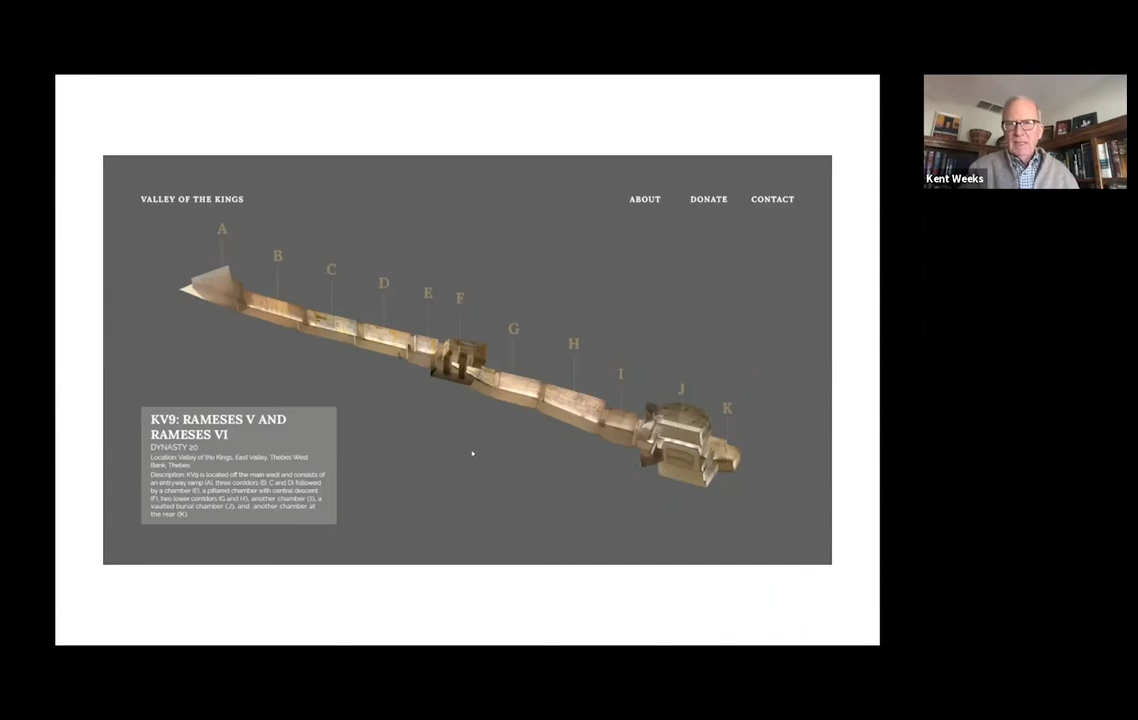 VALLEY OF THE KINGS
ABOUT DONATE CONTACT
A
B
C
D
E
F
G
H
I
J
K
KV9: RAMESES V AND
RAMESES VI
DYNASTY 20
Location: Valley of the Kings, East Valley, Thebes West
Bank, Thebes
Description: KV9 is located off the main wadi and consists of
an entryway ramp (A), three corridors (B, C and D) followed
by a chamber (E), a pillared chamber with central descent
(F), two lower corridors (G and H), another chamber (I), a
vaulted burial chamber (J), and another chamber at
the rear (K)
Kent Weeks